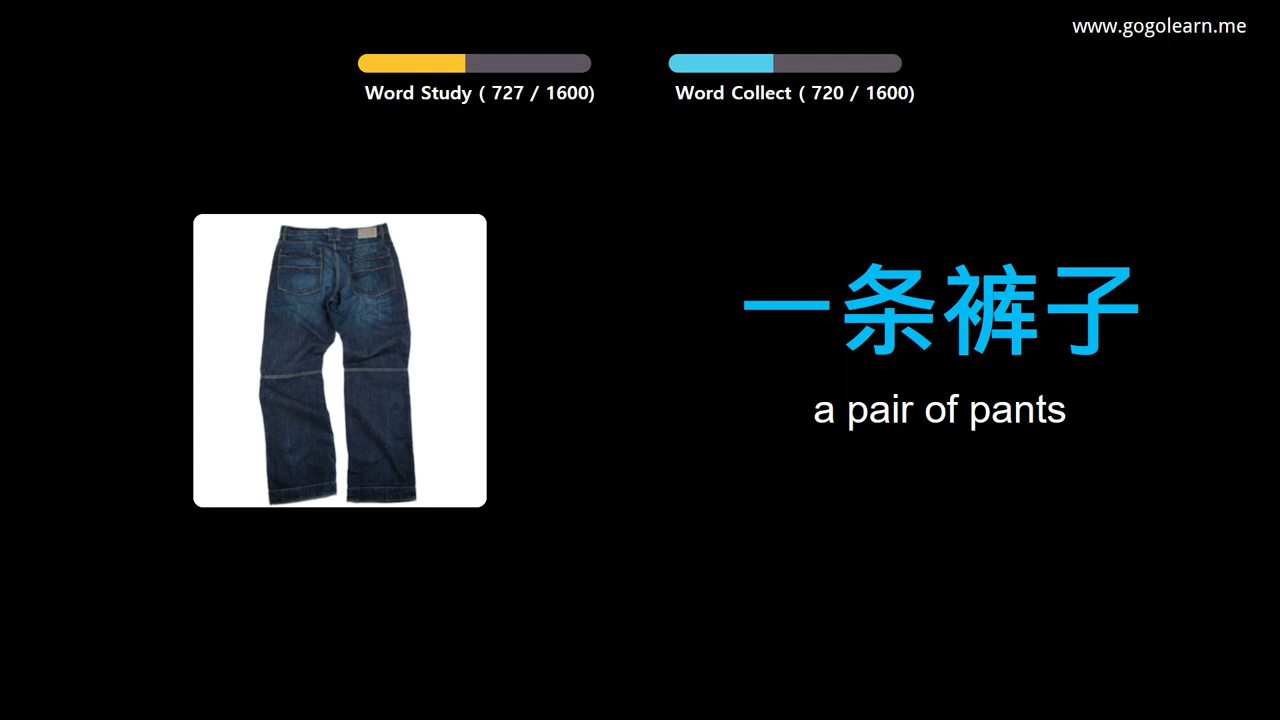 www.gogolearn.me
Word Study ( 727 / 1600)
Word Collect ( 720 / 1600)
一条裤子
a pair of pants